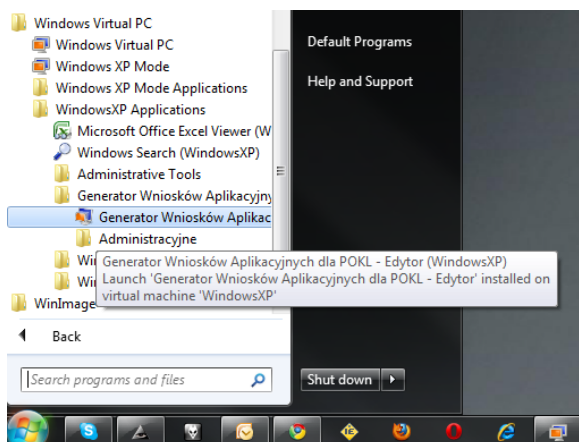 Windows Virtual PC
Windows Virtual PC
Windows XP Mode
Windows XP Mode Applications
WindowsXP Applications
Microsoft Office Excel Viewer (W
Windows Search (WindowsXP)
Administrative Tools
Generator Wniosków Aplikacyjny
Generator Wniosków Aplikac
Administracyjne
Wi
Wi
WinImage
Generator Wniosków Aplikacyjnych dla POKL - Edytor (WindowsXP)
Launch 'Generator Wniosków Aplikacyjnych dla POKL - Edytor' installed on
virtual machine 'WindowsXP'
Back
Search programs and files
Default Programs
Help and Support
Shut down